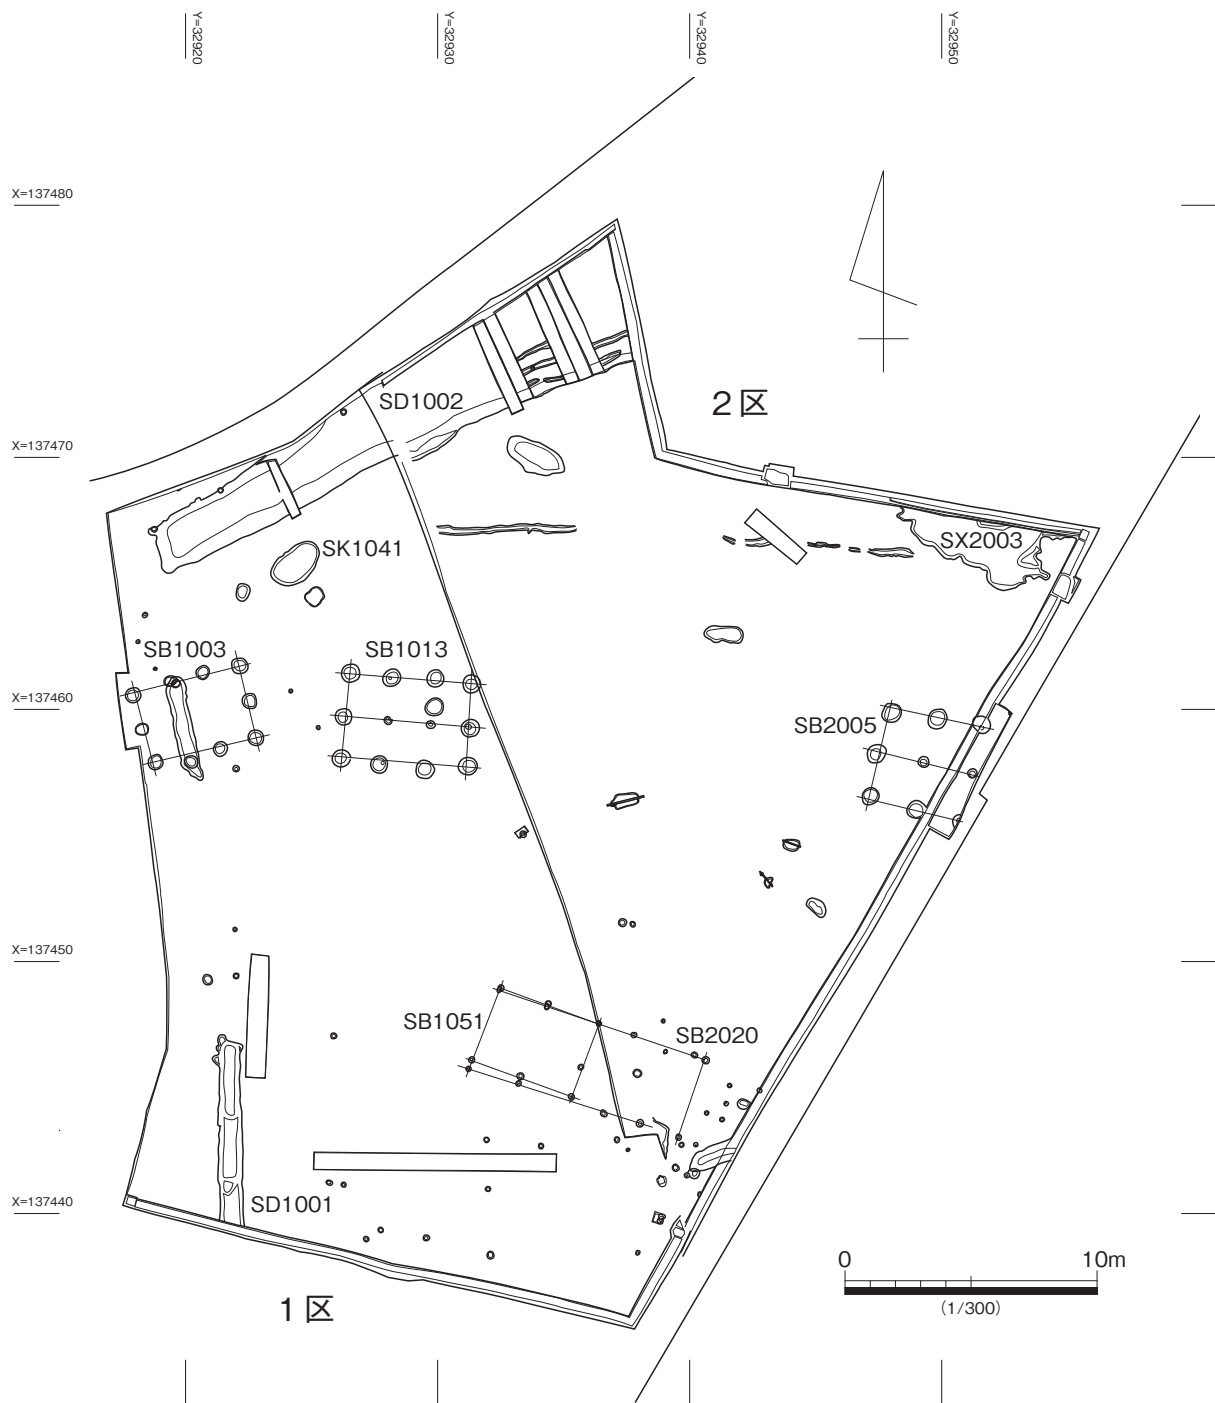 Y=32920
Y=32930
Y=32940
Y=32950
X=137480
SD1002
2区
X=137470
SK1041
SX2003
SB1003
SB1013
X=137460
SB2005
X=137450
SB1051
SB2020
X=137440
SD1001
0
10m
(1/300)
1区